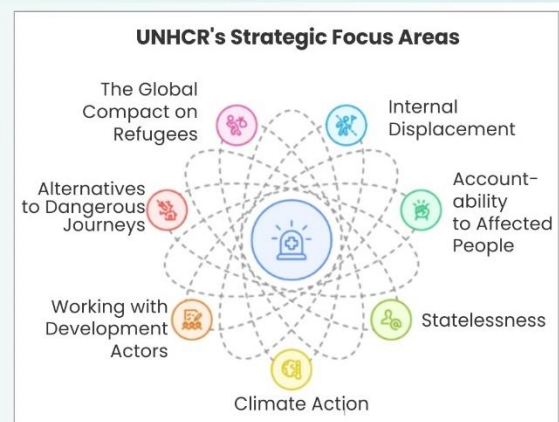 UNHCR's Strategic Focus Areas
The Global
Compact on
Refugees
Internal
Displacement
Alternatives
to Dangerous
Journeys
Account-
ability
to Affected
People
Working with
Development
Actors
Statelessness
Climate Action